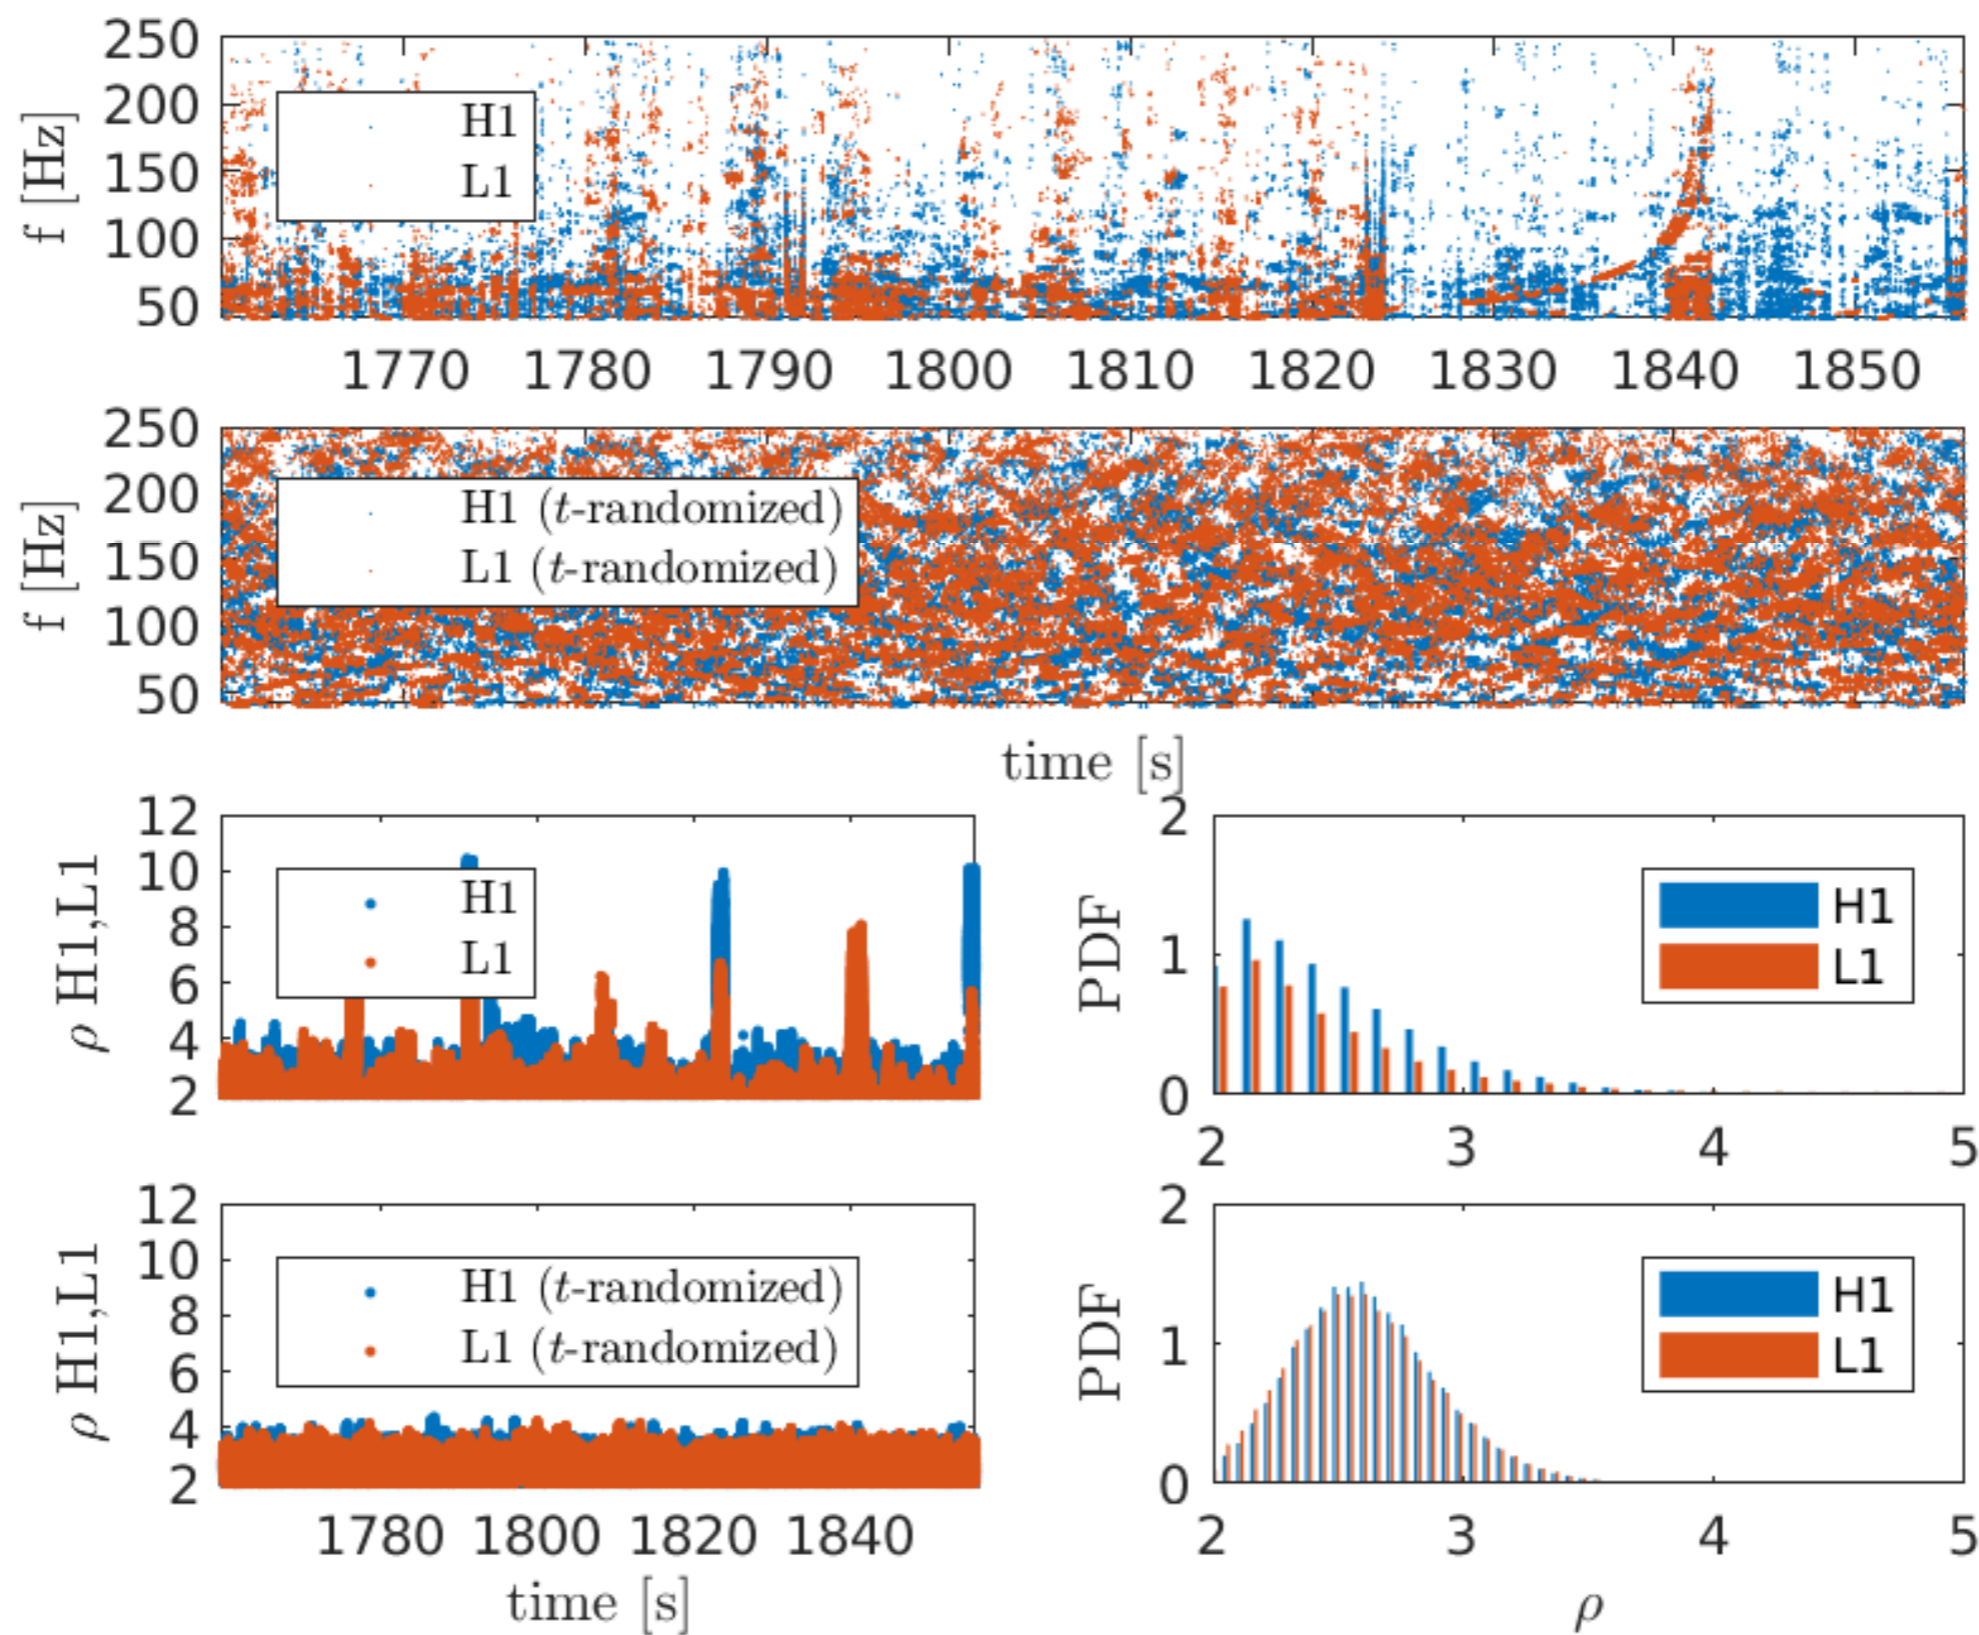 250
200
150
100
50
f [Hz]
H1
L1
1770 1780 1790 1800 1810 1820 1830 1840 1850
250
200
150
100
50
f [Hz]
H1 (t-randomized)
L1 (t-randomized)
time [s]
12
10
8
6
4
2
ρ H1,L1
H1
L1
2
1
0
PDF
H1
L1
2 3 4 5
12
10
8
6
4
2
ρ H1,L1
H1 (t-randomized)
L1 (t-randomized)
1780 1800 1820 1840
time [s]
2
1
0
PDF
H1
L1
2 3 4 5
ρ